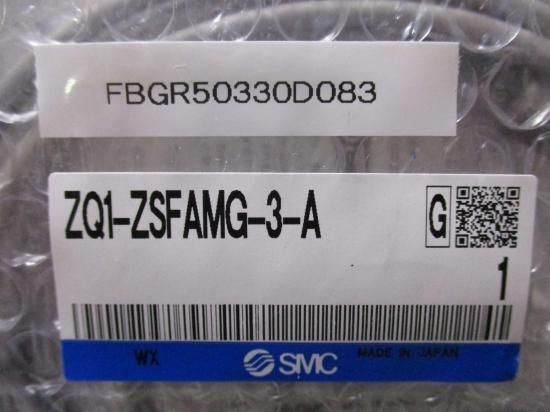 FBGR50330D083
ZQ1-ZSFAMG-3-A
G
1
WX
SMC
MADE IN JAPAN